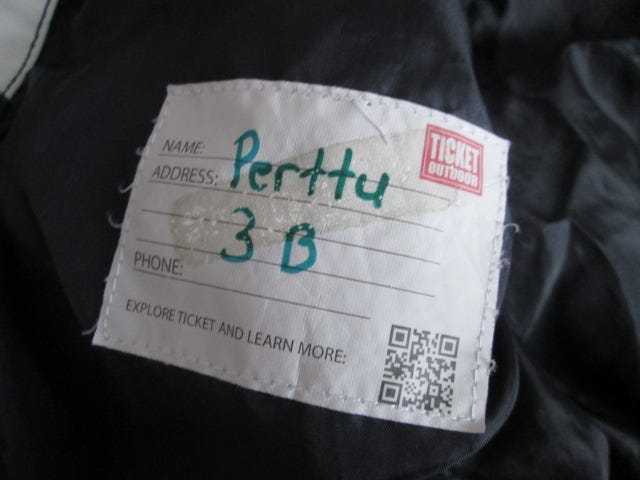 TICKET
OUTDOOR
NAME:
ADDRESS: Perttu
3 B
PHONE:
EXPLORE TICKET AND LEARN MORE: